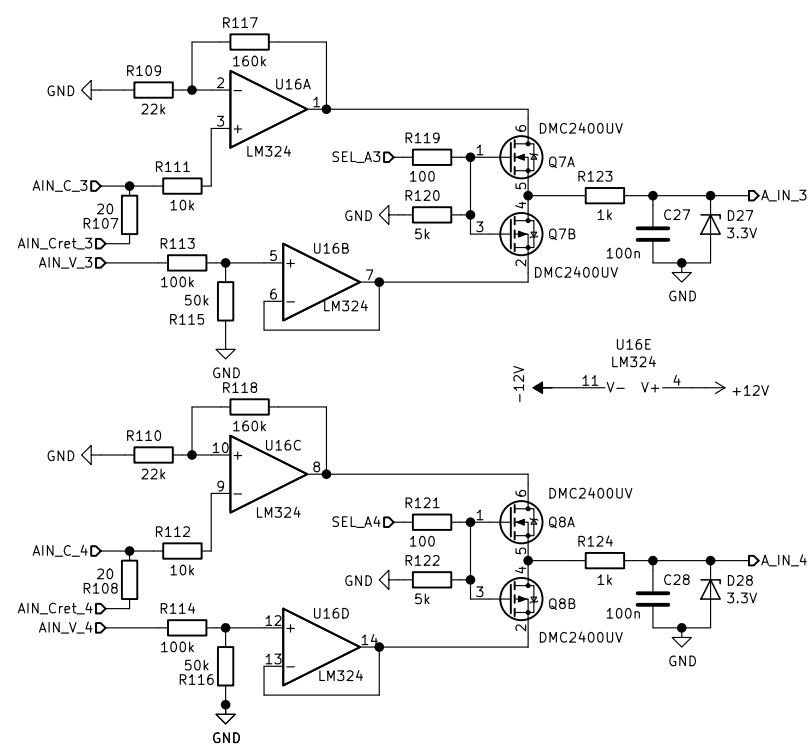 R117
160k
R109
GND
22k
2
U16A
1
3
LM324
DMC2400UV
6
R119
SEL_A3
100
1
Q7A
5
R111
AIN_C_3
10k
R123
1k
A_IN_3
20
R107
R120
GND
5k
4
3
Q7B
2
C27
100n
D27
3.3V
GND
AIN_Cret_3
AIN_V_3
R113
100k
U16B
5
6
7
LM324
DMC2400UV
50k
R115
GND
U16E
LM324
-12V
11
V-
V+
4
+12V
R118
160k
R110
GND
22k
10
U16C
8
9
LM324
DMC2400UV
6
R121
SEL_A4
100
1
Q8A
5
R112
AIN_C_4
10k
R124
1k
A_IN_4
20
R108
R122
GND
5k
4
3
Q8B
2
C28
100n
D28
3.3V
GND
AIN_Cret_4
AIN_V_4
R114
100k
U16D
12
13
14
LM324
DMC2400UV
50k
R116
GND